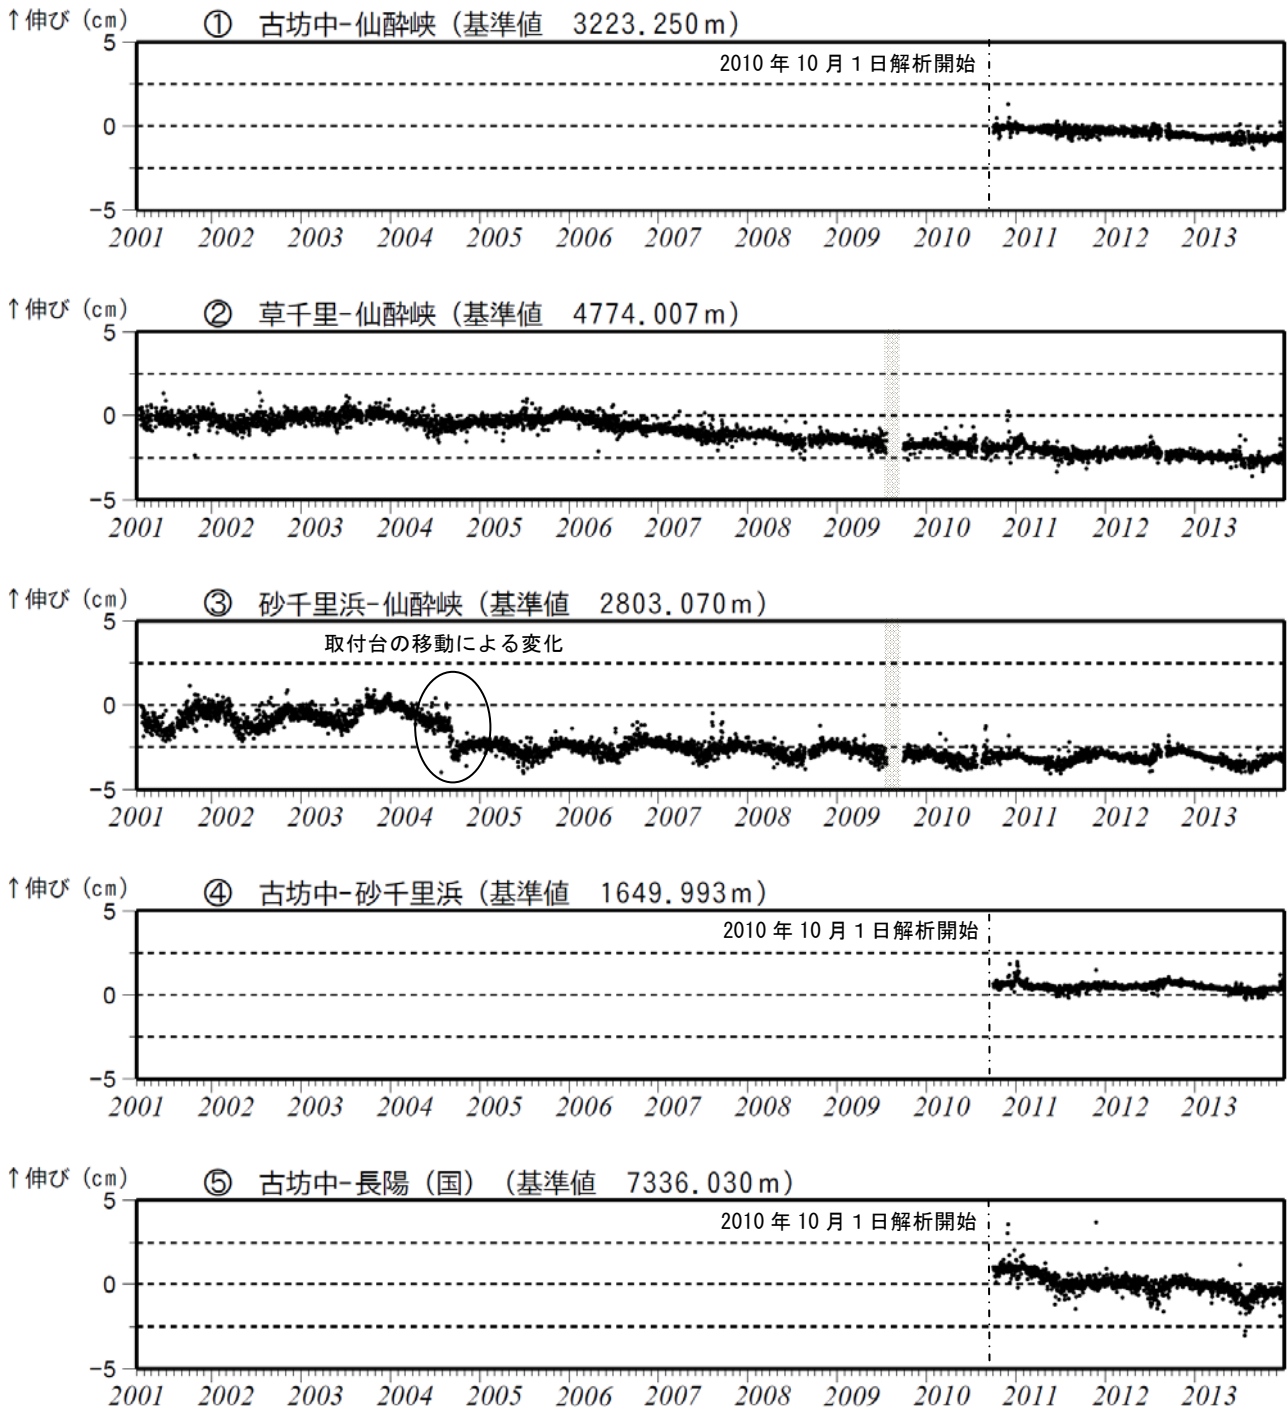 ↑伸び（cm） ① 古坊中−仙酔峡（基準値 3223.250m）
5
2010 年 10 月 1 日解析開始
0
−5
2001 2002 2003 2004 2005 2006 2007 2008 2009 2010 2011 2012 2013
↑伸び（cm） ② 草千里−仙酔峡（基準値 4774.007m）
5
0
−5
2001 2002 2003 2004 2005 2006 2007 2008 2009 2010 2011 2012 2013
↑伸び（cm） ③ 砂千里浜−仙酔峡（基準値 2803.070m）
5
取付台の移動による変化
0
−5
2001 2002 2003 2004 2005 2006 2007 2008 2009 2010 2011 2012 2013
↑伸び（cm） ④ 古坊中−砂千里浜（基準値 1649.993m）
5
2010 年 10 月 1 日解析開始
0
−5
2001 2002 2003 2004 2005 2006 2007 2008 2009 2010 2011 2012 2013
↑伸び（cm） ⑤ 古坊中−長陽（国）（基準値 7336.030m）
5
2010 年 10 月 1 日解析開始
0
−5
2001 2002 2003 2004 2005 2006 2007 2008 2009 2010 2011 2012 2013